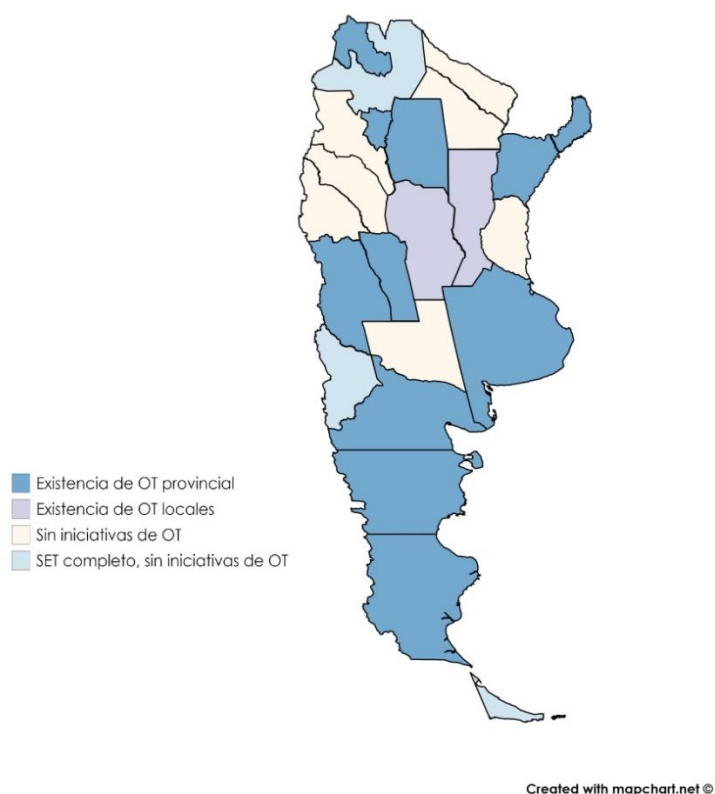 Existencia de OT provincial
Existencia de OT locales
Sin iniciativas de OT
SET completo, sin iniciativas de OT
Created with mapchart.net ©